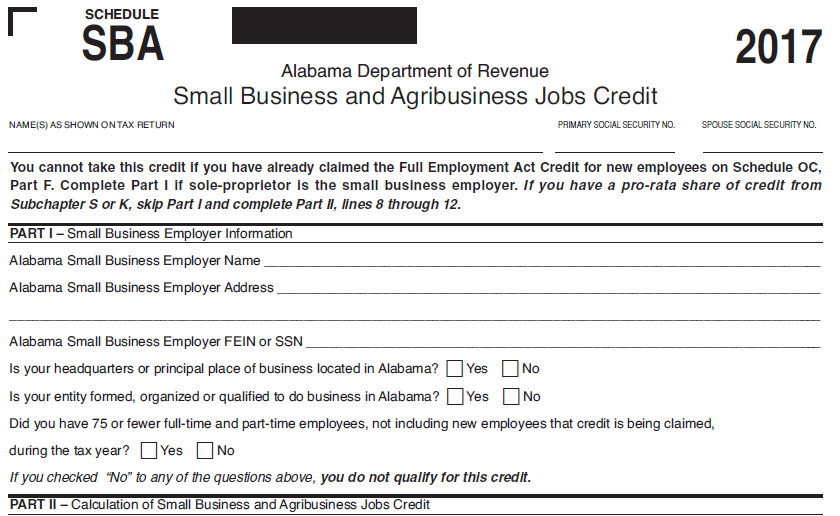 SCHEDULE
SBA
2017
Alabama Department of Revenue
Small Business and Agribusiness Jobs Credit
NAME(S) AS SHOWN ON TAX RETURN PRIMARY SOCIAL SECURITY NO. SPOUSE SOCIAL SECURITY NO.
You cannot take this credit if you have already claimed the Full Employment Act Credit for new employees on Schedule OC,
Part F. Complete Part I if sole-proprietor is the small business employer. If you have a pro-rata share of credit from
Subchapter S or K, skip Part I and complete Part II, lines 8 through 12.
PART I – Small Business Employer Information
Alabama Small Business Employer Name
Alabama Small Business Employer Address
Alabama Small Business Employer FEIN or SSN
Is your headquarters or principal place of business located in Alabama? Yes No
Is your entity formed, organized or qualified to do business in Alabama? Yes No
Did you have 75 or fewer full-time and part-time employees, not including new employees that credit is being claimed,
during the tax year? Yes No
If you checked “No” to any of the questions above, you do not qualify for this credit.
PART II – Calculation of Small Business and Agribusiness Jobs Credit